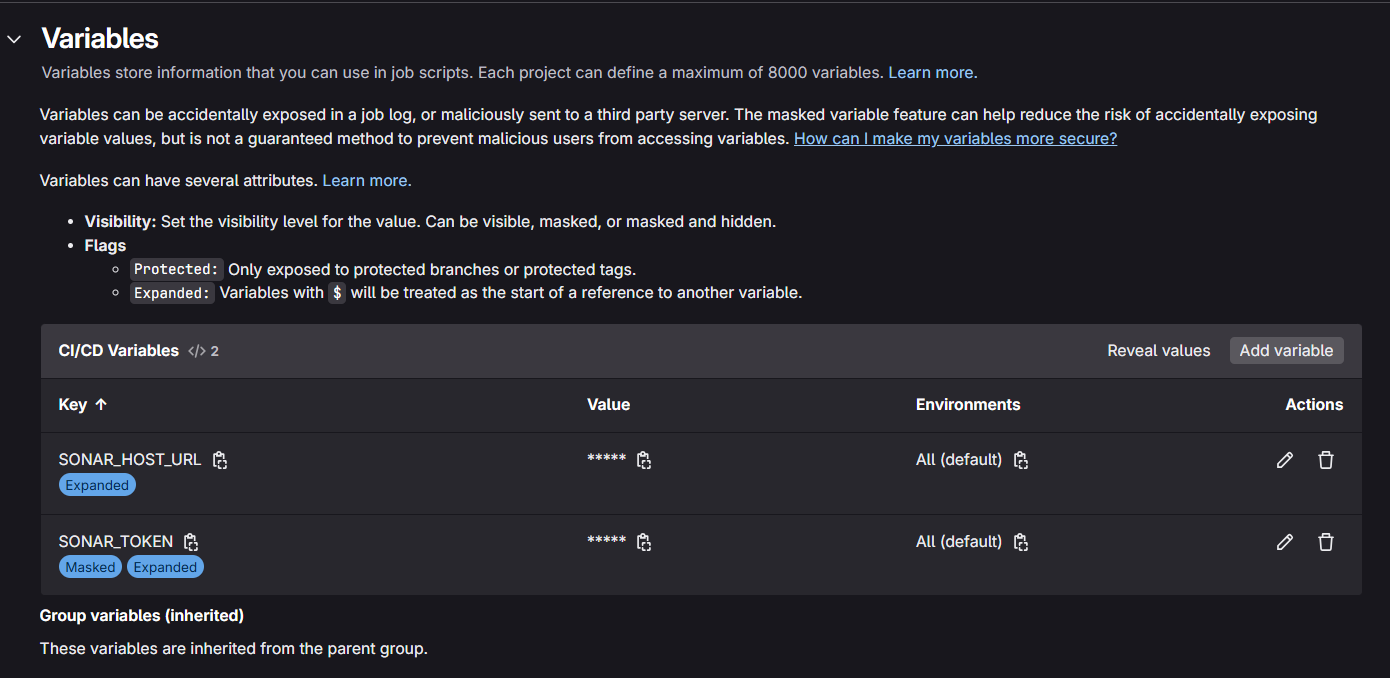 Variables
Variables store information that you can use in job scripts. Each project can define a maximum of 8000 variables. Learn more.
Variables can be accidentally exposed in a job log, or maliciously sent to a third party server. The masked variable feature can help reduce the risk of accidentally exposing
variable values, but is not a guaranteed method to prevent malicious users from accessing variables. How can I make my variables more secure?
Variables can have several attributes. Learn more.
• Visibility: Set the visibility level for the value. Can be visible, masked, or masked and hidden.
• Flags
◦ Protected: Only exposed to protected branches or protected tags.
◦ Expanded: Variables with $ will be treated as the start of a reference to another variable.
CI/CD Variables </> 2 Reveal values Add variable
Key ↑ Value Environments Actions
SONAR_HOST_URL ***** All (default)
Expanded
SONAR_TOKEN ***** All (default)
Masked Expanded
Group variables (inherited)
These variables are inherited from the parent group.